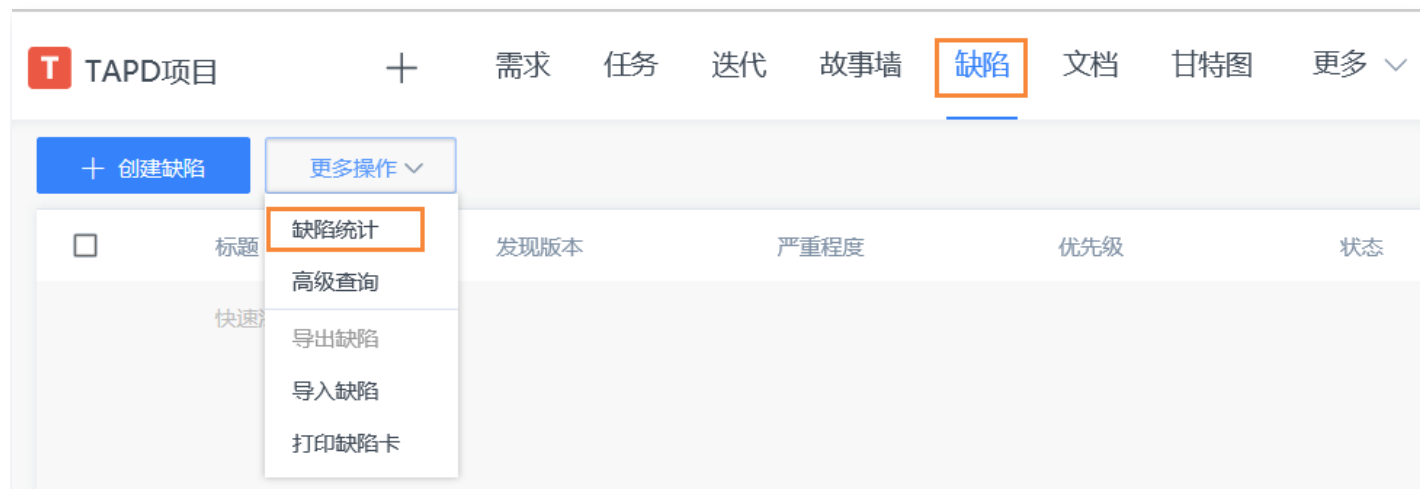 T TAPD项目 需求 任务 迭代 故事墙 缺陷 文档 甘特图 更多
创建缺陷 更多操作
标题 发现版本 严重程度 优先级 状态
快速
缺陷统计
高级查询
导出缺陷
导入缺陷
打印缺陷卡